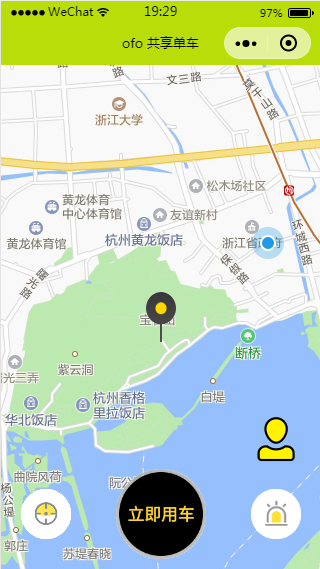 WeChat 19:29 97%
ofo 共享单车
文三路
莫干山路
路
浙江大学
松木场社区
黄龙体育
中心体育馆
友谊新村
黄龙体育馆
杭州黄龙饭店
浙江省 府
环城西路
保俶路
曙光路
宝 山
断桥
紫云洞
曙光三弄
白堤
杭州香格
里拉饭店
华北饭店
曲院风荷
杨公堤
阮公
立即用车
郭庄
苏堤春晓